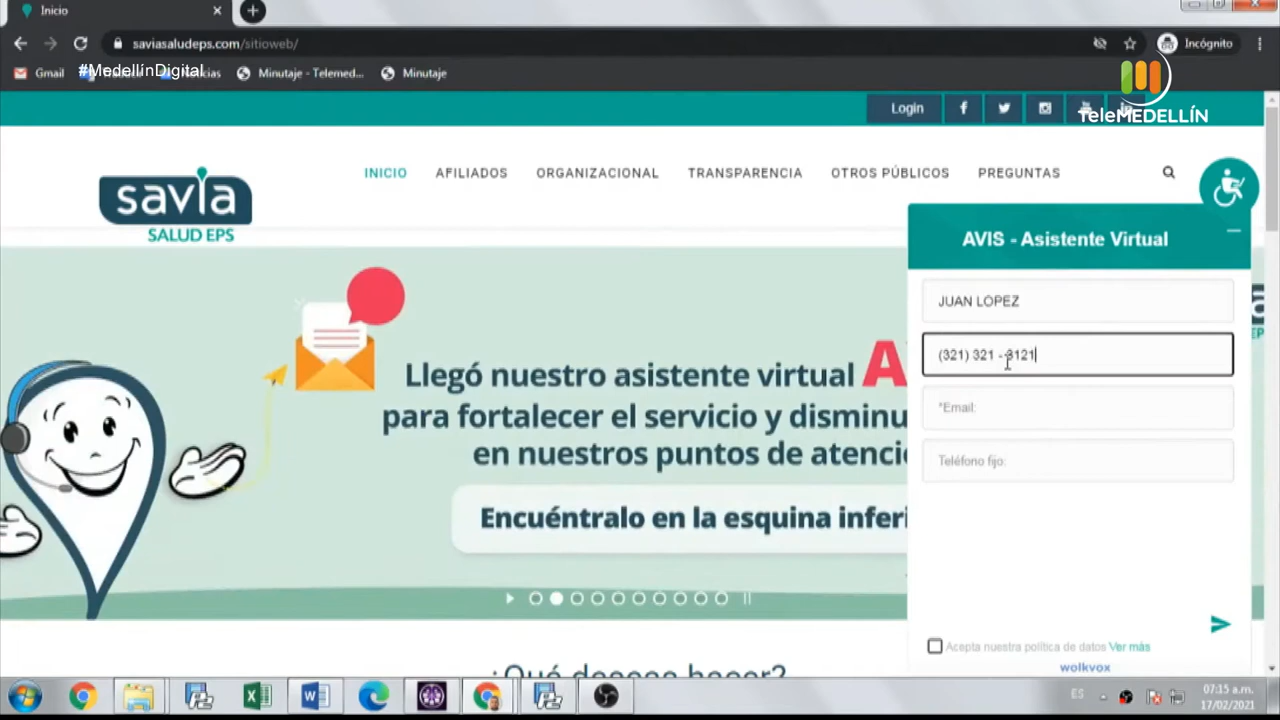 Inicio
saviasaludeps.com/sitioweb/
Incógnito
Gmail
#MedellínDigital
Minutaje - Telemed...
Minutaje
TeleMEDELLÍN
Login
savia
SALUD EPS
INICIO AFILIADOS ORGANIZACIONAL TRANSPARENCIA OTROS PÚBLICOS PREGUNTAS
AVIS - Asistente Virtual
JUAN LOPEZ
(321) 321 - 3121
*Email:
Teléfono fijo:
Llegó nuestro asistente virtual A
para fortalecer el servicio y disminu
en nuestros puntos de atenci
Encuéntralo en la esquina inferi
Acepta nuestra política de datos Ver más
wolkvox
¿Qué deseas hacer?
ES
07:15 a.m.
17/02/2021